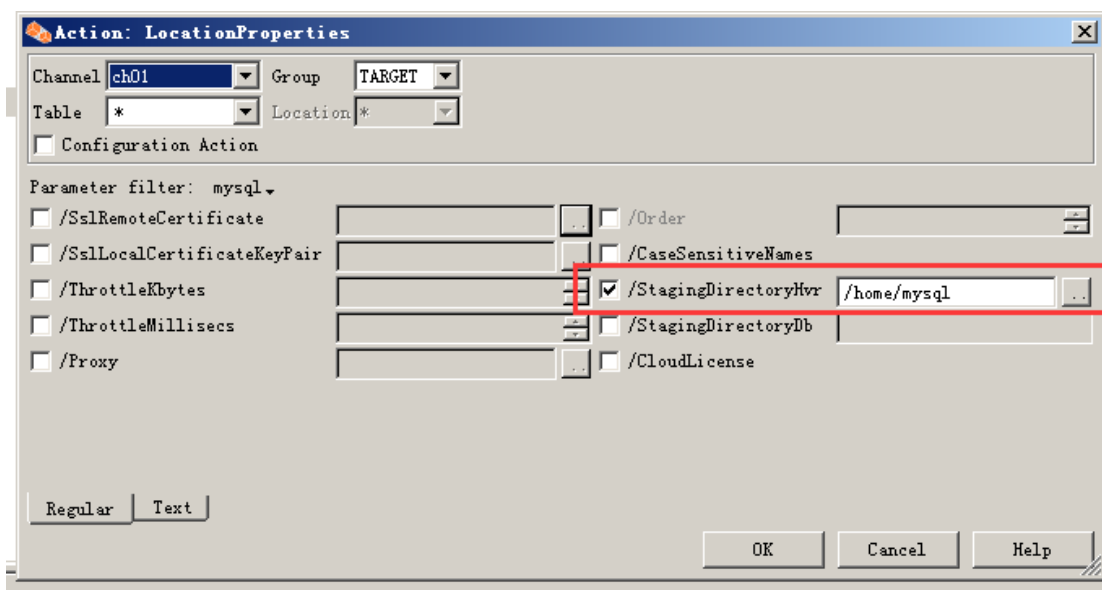 Action: LocationProperties
Channel ch01 Group TARGET
Table * Location *
Configuration Action
Parameter filter: mysql
/SslRemoteCertificate .. /Order
/SslLocalCertificateKeyPair .. /CaseSensitiveNames
/ThrottleKbytes /StagingDirectoryHvr /home/mysql ..
/ThrottleMillisecs /StagingDirectoryDb
/Proxy .. /CloudLicense
Regular Text
OK Cancel Help